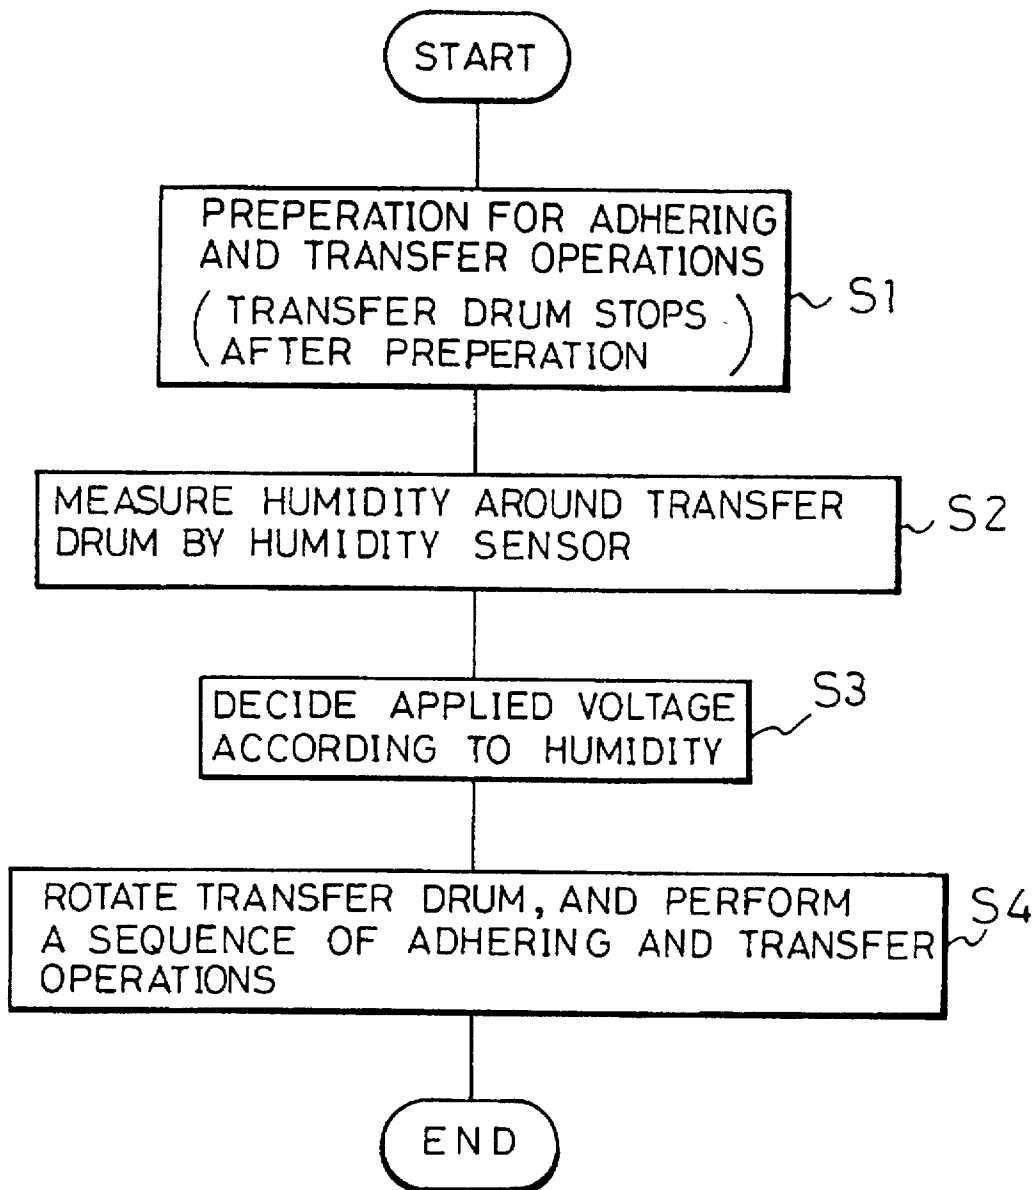 START
PREPERATION FOR ADHERING
AND TRANSFER OPERATIONS
(TRANSFER DRUM STOPS
AFTER PREPERATION)
S1
MEASURE HUMIDITY AROUND TRANSFER
DRUM BY HUMIDITY SENSOR
S2
DECIDE APPLIED VOLTAGE
ACCORDING TO HUMIDITY
S3
ROTATE TRANSFER DRUM, AND PERFORM
A SEQUENCE OF ADHERING AND TRANSFER
OPERATIONS
S4
END